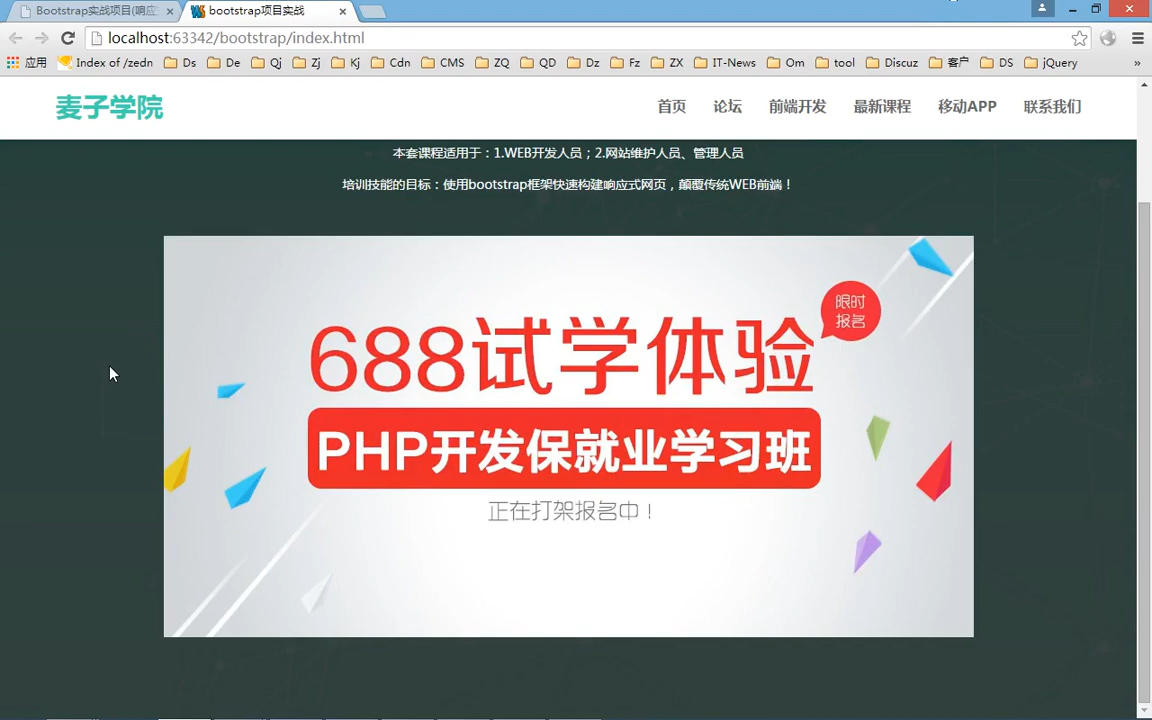 Bootstrap实战项目(响应
bootstrap项目实战
localhost:63342/bootstrap/index.html
应用 Index of /zedn Ds De Qj Zj Kj Cdn CMS ZQ QD Dz Fz ZX IT-News Om tool Discuz 客户 DS jQuery »
麦子学院 首页 论坛 前端开发 最新课程 移动APP 联系我们
本套课程适用于：1.WEB开发人员；2.网站维护人员、管理人员
培训技能的目标：使用bootstrap框架快速构建响应式网页，颠覆传统WEB前端！
限时
报名
688试学体验
PHP开发保就业学习班
正在打架报名中！